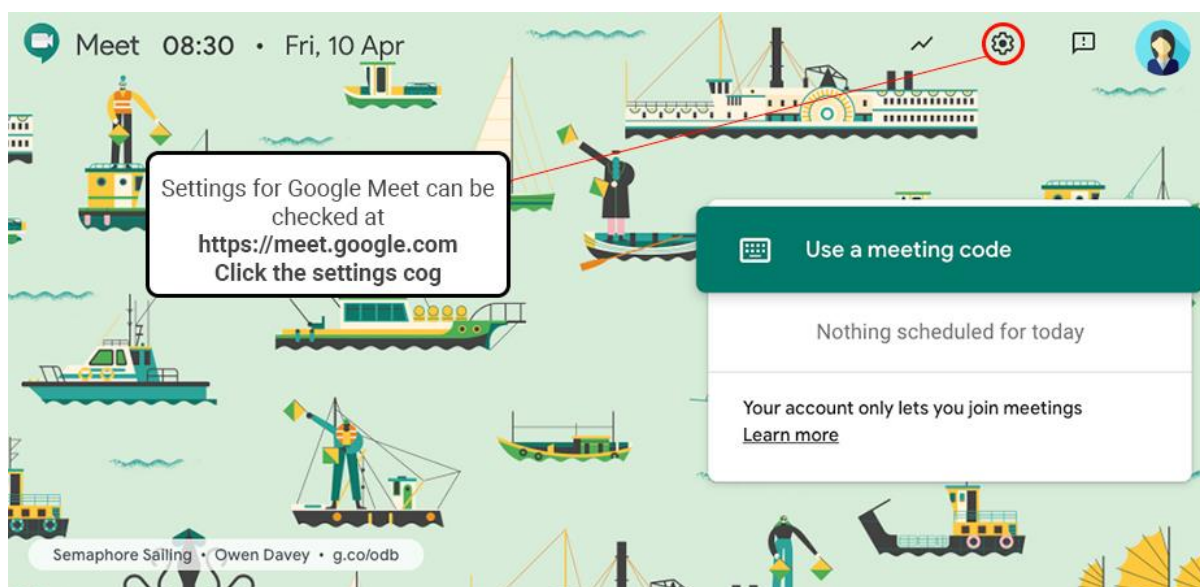 Meet 08:30 • Fri, 10 Apr
Settings for Google Meet can be
checked at
https://meet.google.com
Click the settings cog
Use a meeting code
Nothing scheduled for today
Your account only lets you join meetings
Learn more
Semaphore Sailing • Owen Davey • g.co/odb